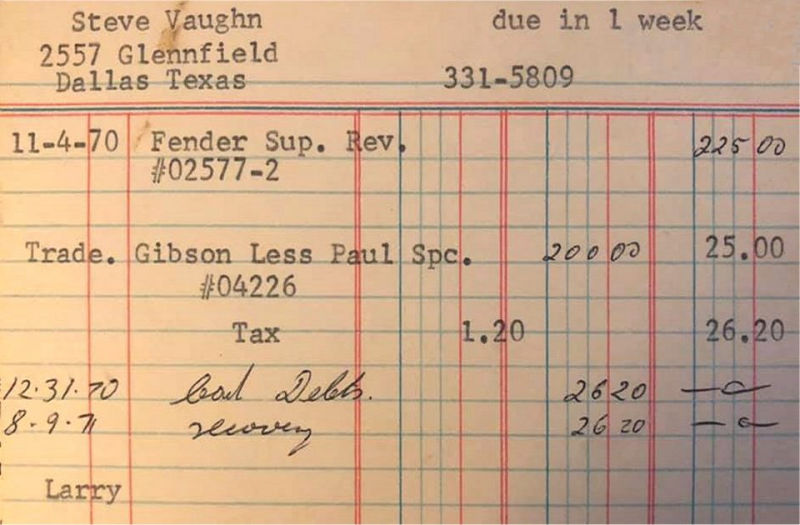 Steve Vaughn due in 1 week
2557 Glennfield
Dallas Texas 331-5809
11-4-70 Fender Sup. Rev. 225 00
#02577-2
Trade. Gibson Less Paul Spc. 200 00 25.00
#04226
Tax 1.20 26.20
12.31.70 Bad Debts. 26 20 —0—
8-9-71 recovery 26 20 —0—
Larry